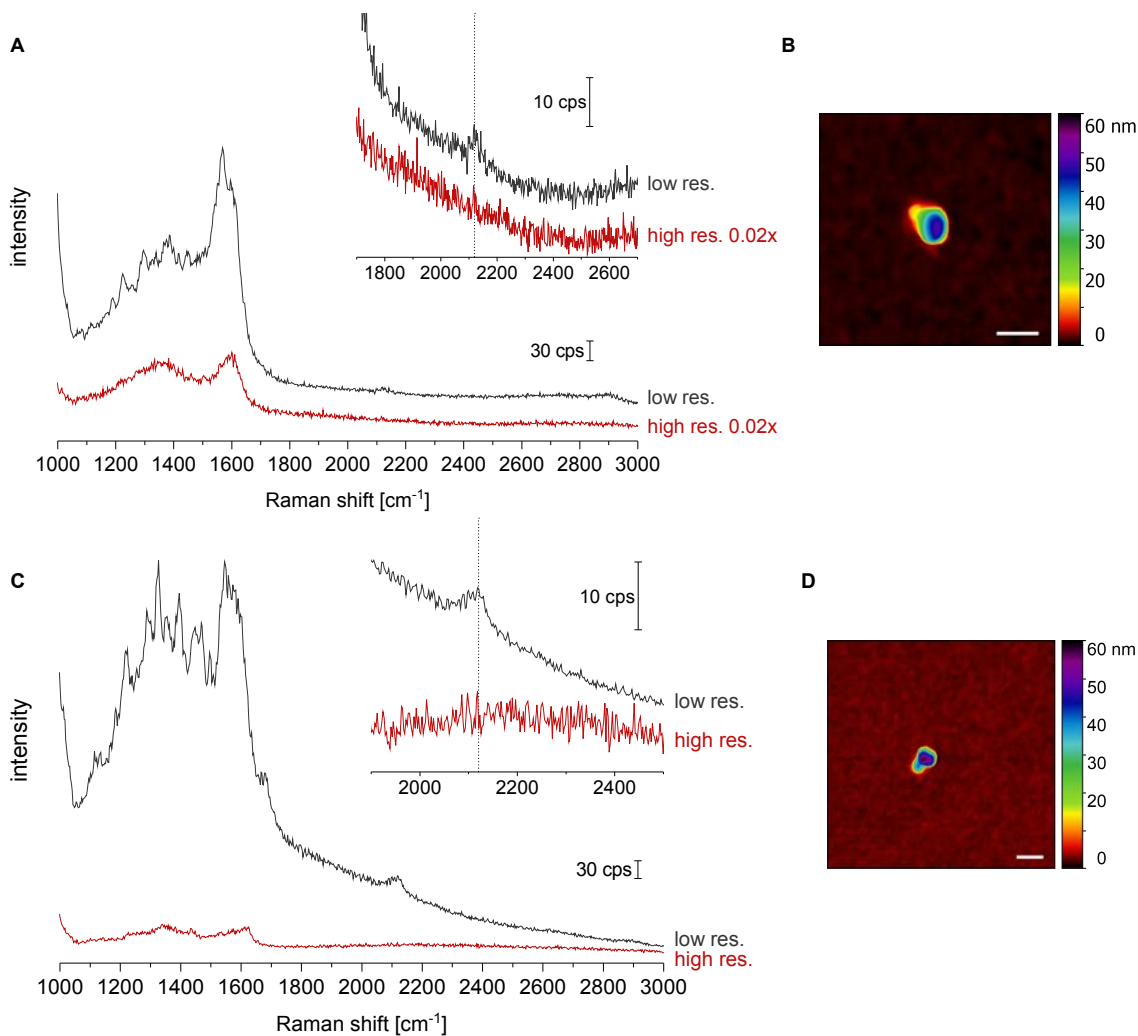 A
B
10 cps
low res.
high res. 0.02x
1800 2000 2200 2400 2600
intensity
30 cps
low res.
high res. 0.02x
1000 1200 1400 1600 1800 2000 2200 2400 2600 2800 3000
Raman shift [cm⁻¹]
60 nm
50
40
30
20
10
0
C
D
10 cps
low res.
high res.
2000 2200 2400
intensity
30 cps
low res.
high res.
1000 1200 1400 1600 1800 2000 2200 2400 2600 2800 3000
Raman shift [cm⁻¹]
60 nm
50
40
30
20
10
0